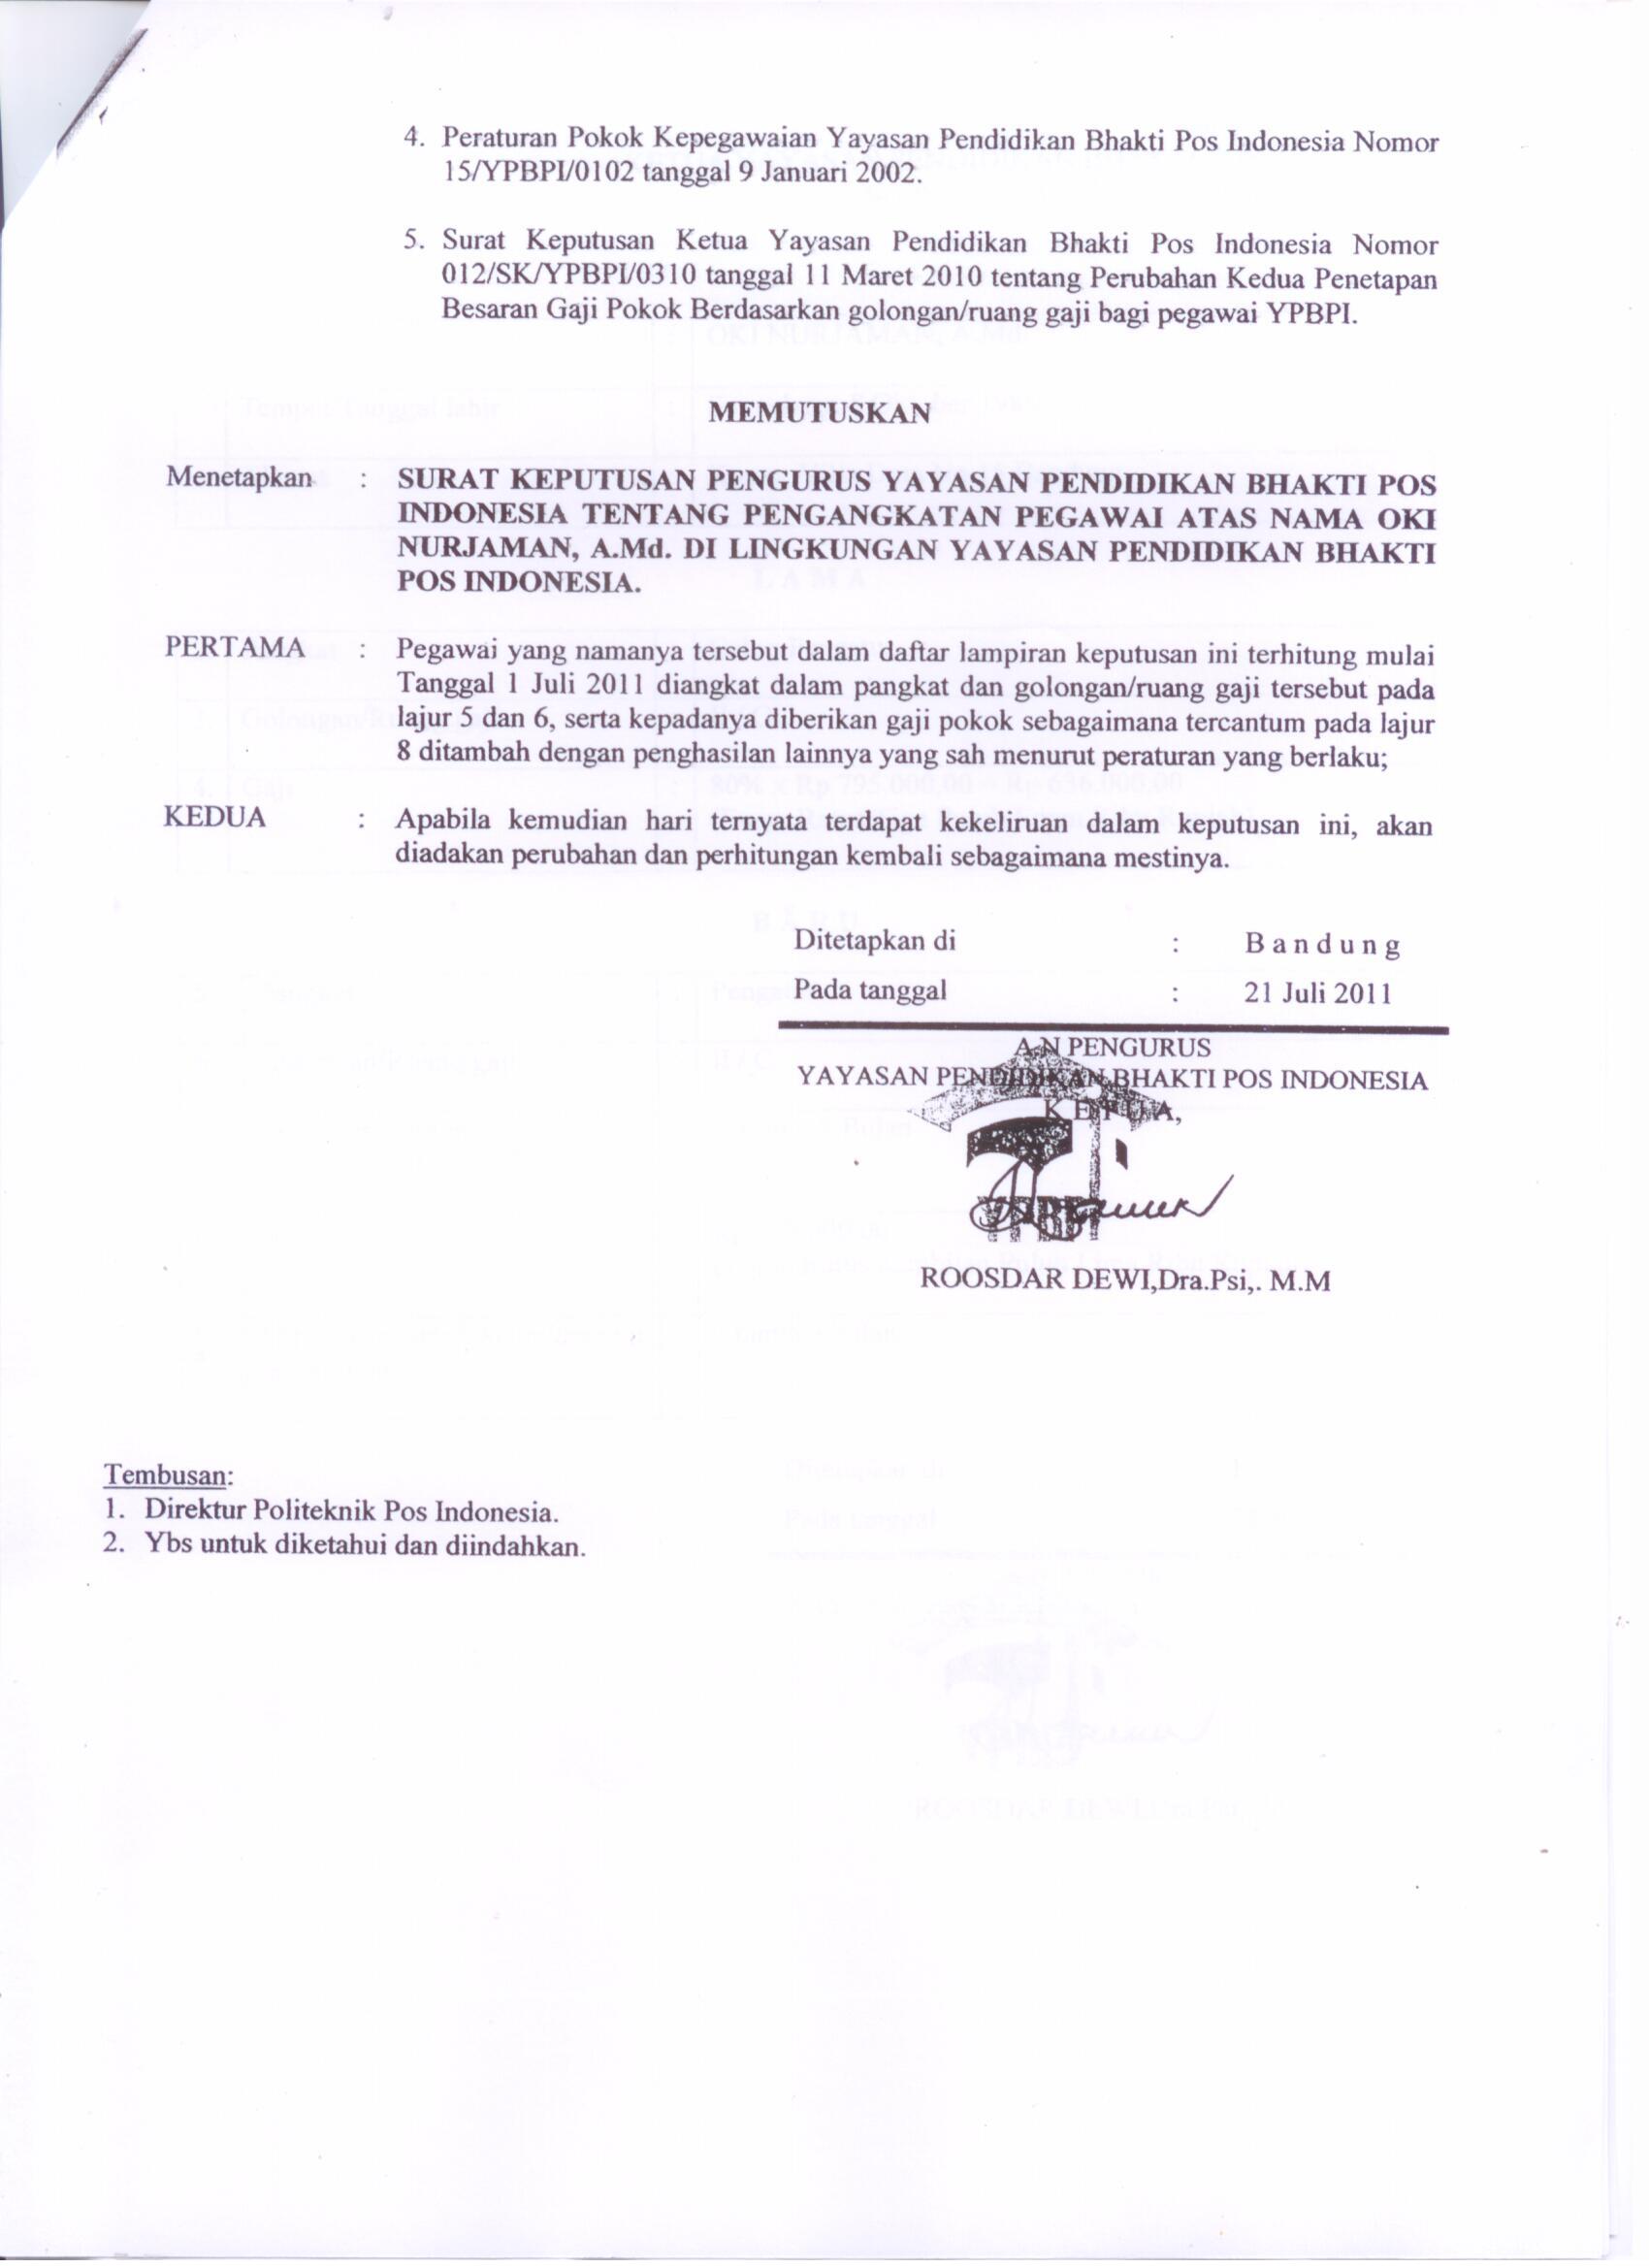 4. Peraturan Pokok Kepegawaian Yayasan Pendidikan Bhakti Pos Indonesia Nomor
15/YPBPI/0102 tanggal 9 Januari 2002.
5. Surat Keputusan Ketua Yayasan Pendidikan Bhakti Pos Indonesia Nomor
012/SK/YPBPI/0310 tanggal 11 Maret 2010 tentang Perubahan Kedua Penetapan
Besaran Gaji Pokok Berdasarkan golongan/ruang gaji bagi pegawai YPBPI.
MEMUTUSKAN
Menetapkan : SURAT KEPUTUSAN PENGURUS YAYASAN PENDIDIKAN BHAKTI POS
INDONESIA TENTANG PENGANGKATAN PEGAWAI ATAS NAMA OKI
NURJAMAN, A.Md. DI LINGKUNGAN YAYASAN PENDIDIKAN BHAKTI
POS INDONESIA.
PERTAMA : Pegawai yang namanya tersebut dalam daftar lampiran keputusan ini terhitung mulai
Tanggal 1 Juli 2011 diangkat dalam pangkat dan golongan/ruang gaji tersebut pada
lajur 5 dan 6, serta kepadanya diberikan gaji pokok sebagaimana tercantum pada lajur
8 ditambah dengan penghasilan lainnya yang sah menurut peraturan yang berlaku;
KEDUA : Apabila kemudian hari ternyata terdapat kekeliruan dalam keputusan ini, akan
diadakan perubahan dan perhitungan kembali sebagaimana mestinya.
Ditetapkan di : B a n d u n g
Pada tanggal : 21 Juli 2011
A.N PENGURUS
YAYASAN PENDIDIKAN BHAKTI POS INDONESIA
K E T U A,
YPBPI
ROOSDAR DEWI,Dra.Psi,. M.M
Tembusan:
1. Direktur Politeknik Pos Indonesia.
2. Ybs untuk diketahui dan diindahkan.